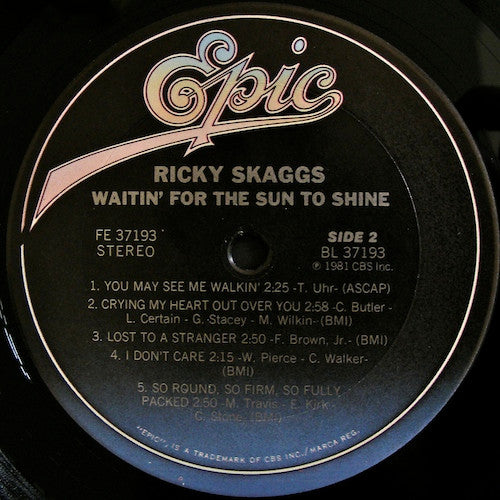 Epic
RICKY SKAGGS
WAITIN' FOR THE SUN TO SHINE
FE 37193
STEREO
SIDE 2
BL 37193
℗ 1981 CBS Inc.
1. YOU MAY SEE ME WALKIN' 2:25 -T. Uhr- (ASCAP)
2. CRYING MY HEART OUT OVER YOU 2:58 -C. Butler-
L. Certain - G. Stacey - M. Wilkin- (BMI)
3. LOST TO A STRANGER 2:50 -F. Brown, Jr.- (BMI)
4. I DON'T CARE 2:15 -W. Pierce - C. Walker-
(BMI)
5. SO ROUND, SO FIRM, SO FULLY
PACKED 2:50 -M. Travis - E. Kirk-
C. Stone- (BMI)
"EPIC", IS A TRADEMARK OF CBS INC./MARCA REG.